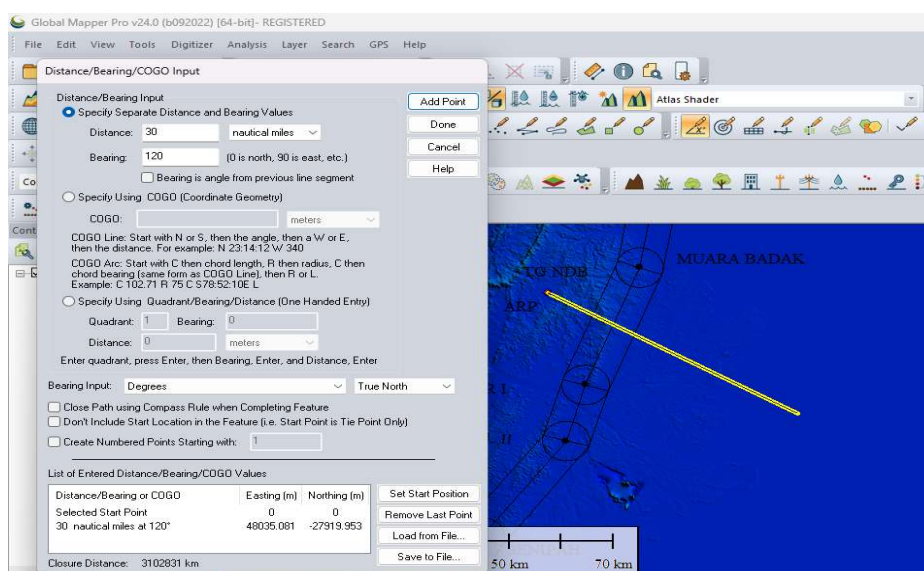 Global Mapper Pro v24.0 (b092022) [64-bit]- REGISTERED
File Edit View Tools Digitizer Analysis Layer Search GPS Help
Distance/Bearing/COGO Input
Distance/Bearing Input
Specify Separate Distance and Bearing Values
Distance: 30 nautical miles
Bearing: 120 (0 is north, 90 is east, etc.)
Bearing is angle from previous line segment
Specify Using COGO (Coordinate Geometry)
COGO: meters
COGO Line: Start with N or S, then the angle, then a W or E,
then the distance. For example: N 23:14:12 W 340
COGO Arc: Start with C then chord length, R then radius, C then
chord bearing (same form as COGO Line), then R or L.
Example: C 102.71 R 75 C S78:52:10E L
Specify Using Quadrant/Bearing/Distance (One Handed Entry)
Quadrant: 1 Bearing: 0
Distance: 0 meters
Enter quadrant, press Enter, then Bearing, Enter, and Distance, Enter
Bearing Input: Degrees True North
Close Path using Compass Rule when Completing Feature
Don't Include Start Location in the Feature (i.e. Start Point is Tie Point Only)
Create Numbered Points Starting with: 1
List of Entered Distance/Bearing/COGO Values
Distance/Bearing or COGO Easting (m) Northing (m)
Selected Start Point 0 0
30 nautical miles at 120° 48035.081 -27919.953
Closure Distance: 3102831 km
Add Point
Done
Cancel
Help
Set Start Position
Remove Last Point
Load from File...
Save to File...
Atlas Shader
Co
Cont
MUARA BADAK
TG NDB
ARP
50 km 70 km